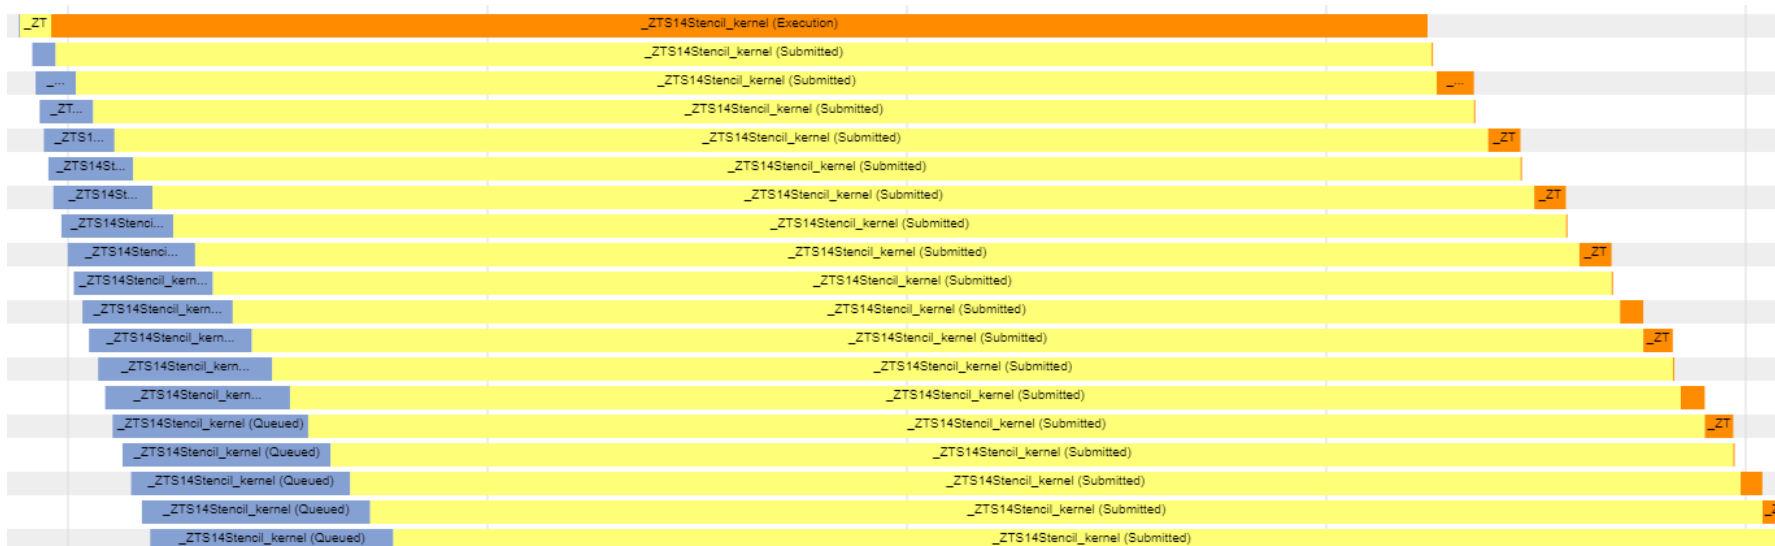 _ZT _ZTS14Stencil_kernel (Execution)
_ZTS14Stencil_kernel (Submitted)
_... _ZTS14Stencil_kernel (Submitted) _...
_ZT... _ZTS14Stencil_kernel (Submitted)
_ZTS1... _ZTS14Stencil_kernel (Submitted) _ZT
_ZTS14St... _ZTS14Stencil_kernel (Submitted)
_ZTS14St... _ZTS14Stencil_kernel (Submitted) _ZT
_ZTS14Stenci... _ZTS14Stencil_kernel (Submitted)
_ZTS14Stenci... _ZTS14Stencil_kernel (Submitted) _ZT
_ZTS14Stencil_kern... _ZTS14Stencil_kernel (Submitted)
_ZTS14Stencil_kern... _ZTS14Stencil_kernel (Submitted)
_ZTS14Stencil_kern... _ZTS14Stencil_kernel (Submitted) _ZT
_ZTS14Stencil_kern... _ZTS14Stencil_kernel (Submitted)
_ZTS14Stencil_kern... _ZTS14Stencil_kernel (Submitted)
_ZTS14Stencil_kernel (Queued) _ZTS14Stencil_kernel (Submitted) _ZT
_ZTS14Stencil_kernel (Queued) _ZTS14Stencil_kernel (Submitted)
_ZTS14Stencil_kernel (Queued) _ZTS14Stencil_kernel (Submitted)
_ZTS14Stencil_kernel (Queued) _ZTS14Stencil_kernel (Submitted)
_ZTS14Stencil_kernel (Queued) _ZTS14Stencil_kernel (Submitted)